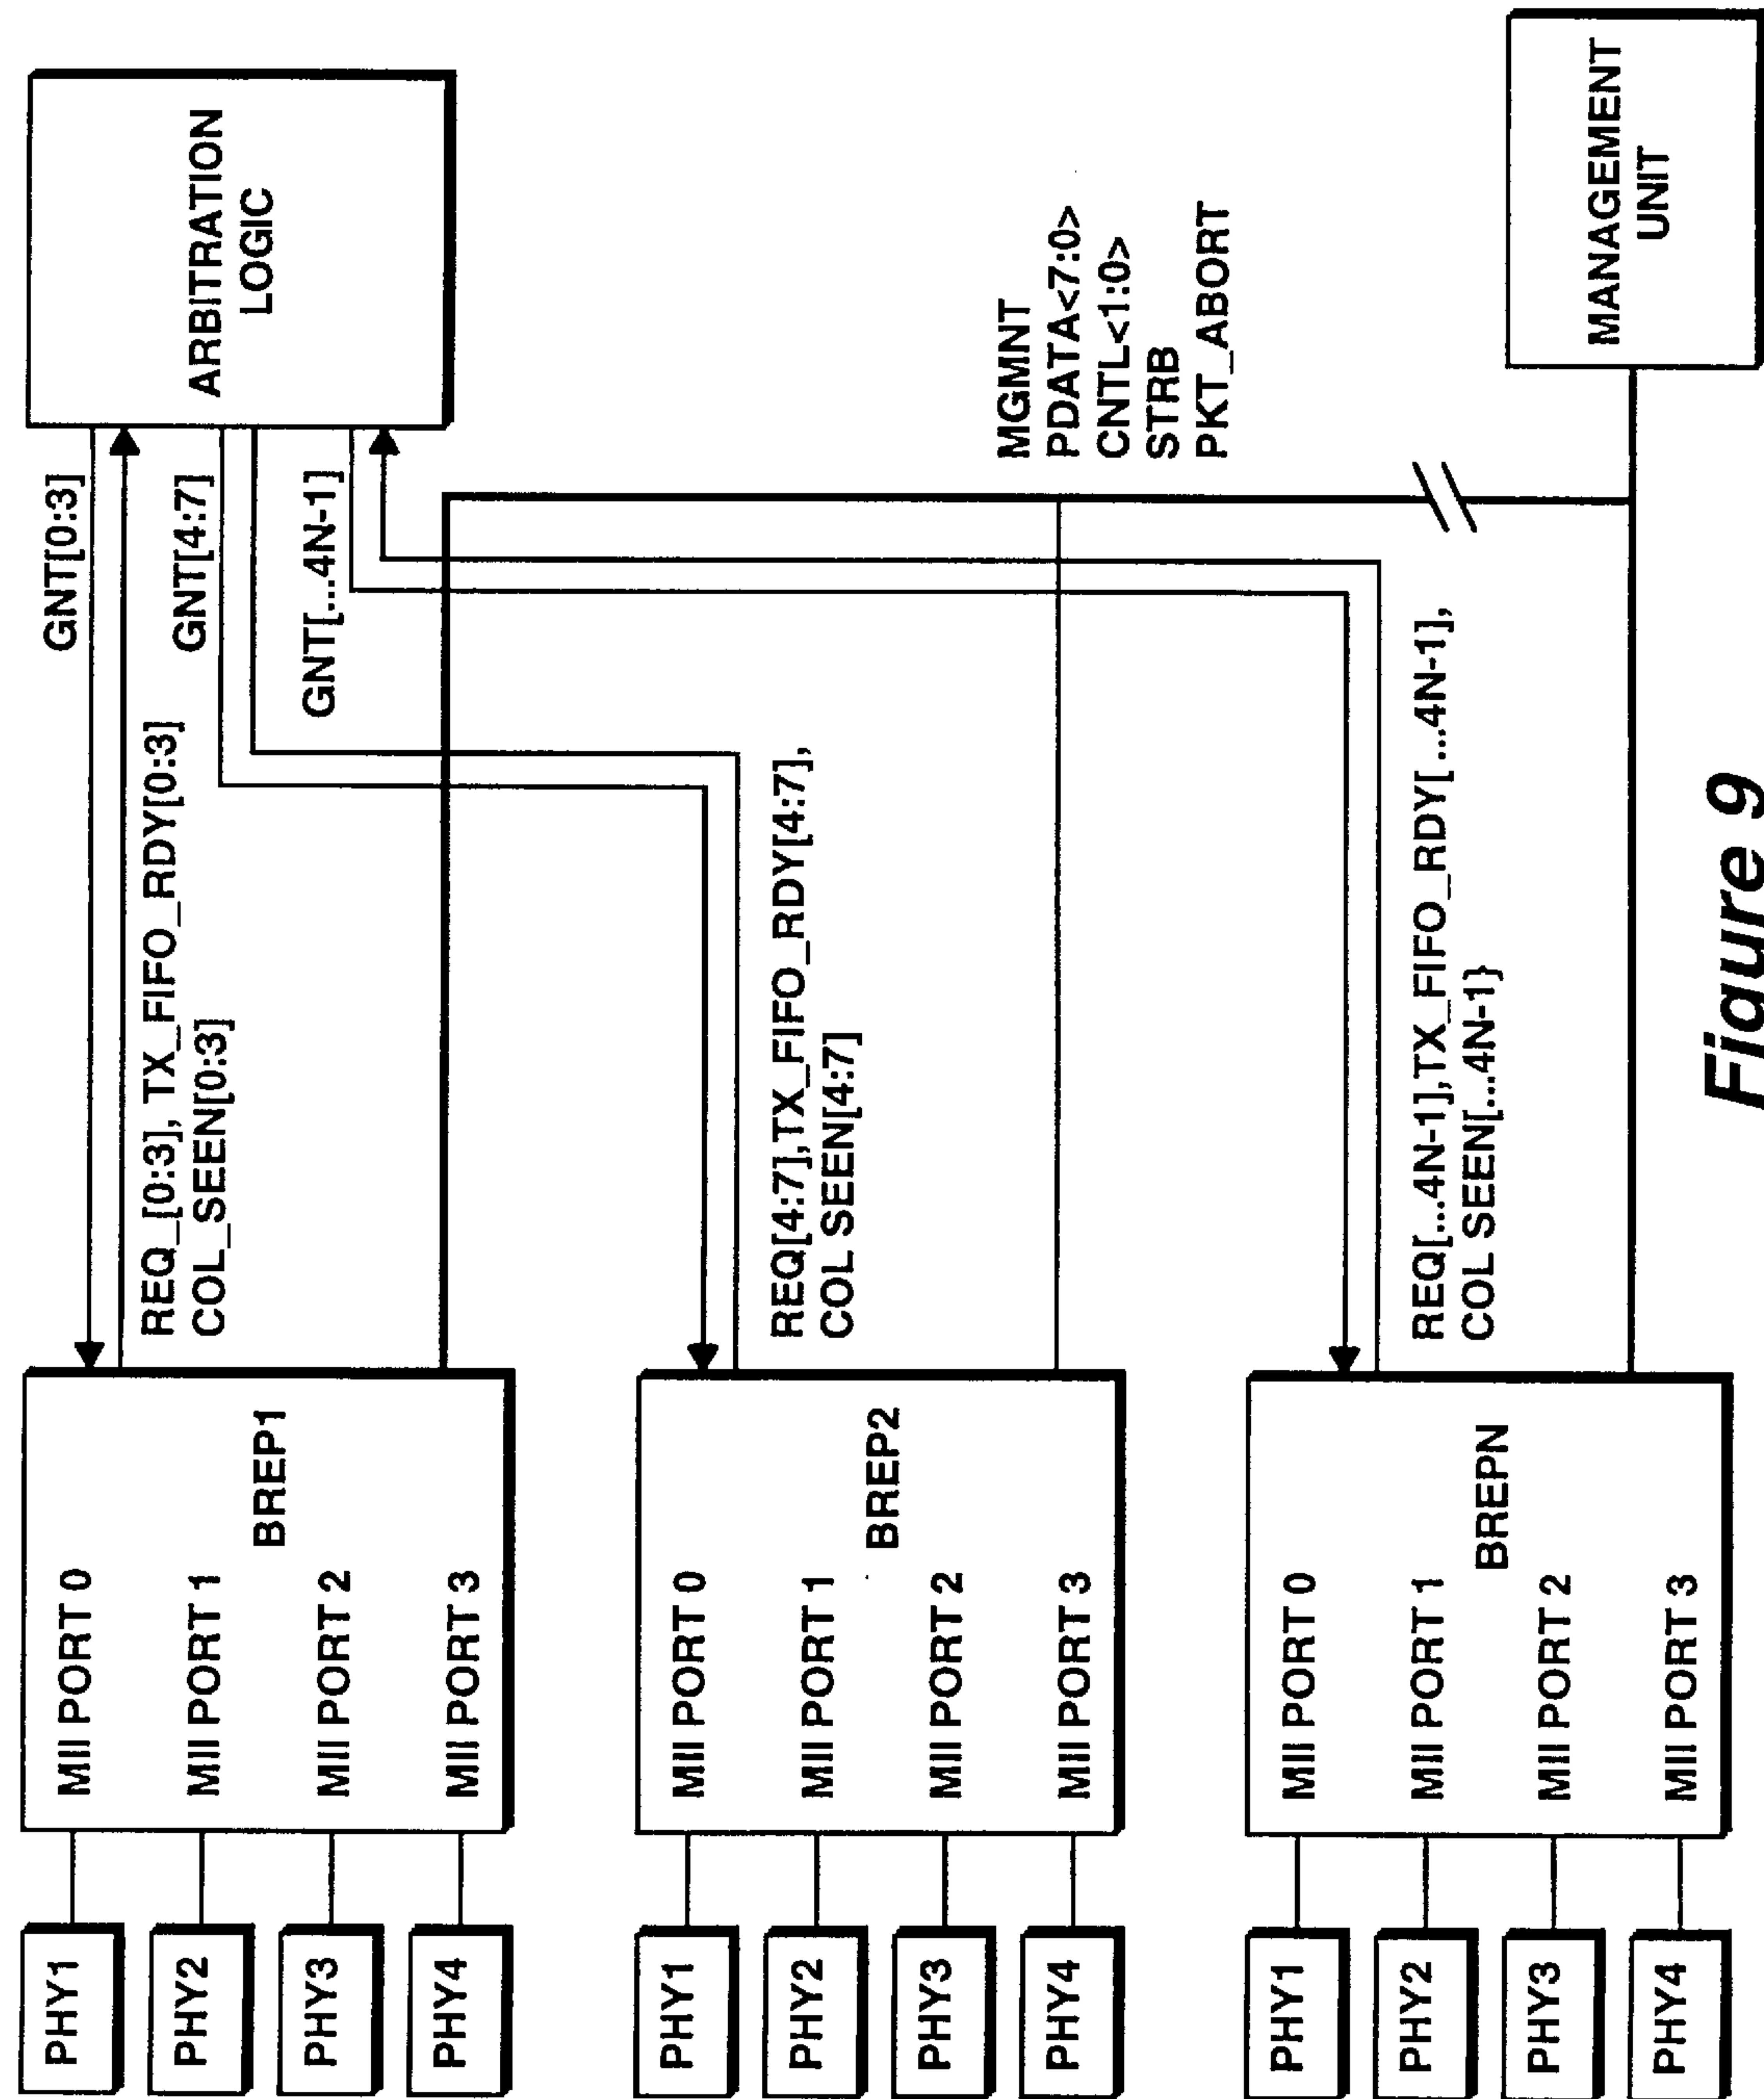 PHY1
PHY2
PHY3
PHY4
MII PORT 0
MII PORT 1
MII PORT 2
MII PORT 3
BREP1
GNT[0:3]
REQ_[0:3], TX_FIFO_RDY[0:3]
COL_SEEN[0:3]
GNT[4:7]
GNT[...4N-1]
ARBITRATION
LOGIC
PHY1
PHY2
PHY3
PHY4
MII PORT 0
MII PORT 1
MII PORT 2
MII PORT 3
BREP2
REQ[4:7],TX_FIFO_RDY[4:7],
COL SEEN[4:7]
MGMNT
PDATA<7:0>
CNTL<1:0>
STRB
PKT_ABORT
PHY1
PHY2
PHY3
PHY4
MII PORT 0
MII PORT 1
MII PORT 2
MII PORT 3
BREPN
REQ[...4N-1],TX_FIFO_RDY[...4N-1],
COL SEEN[...4N-1}
MANAGEMENT
UNIT
Figure 9